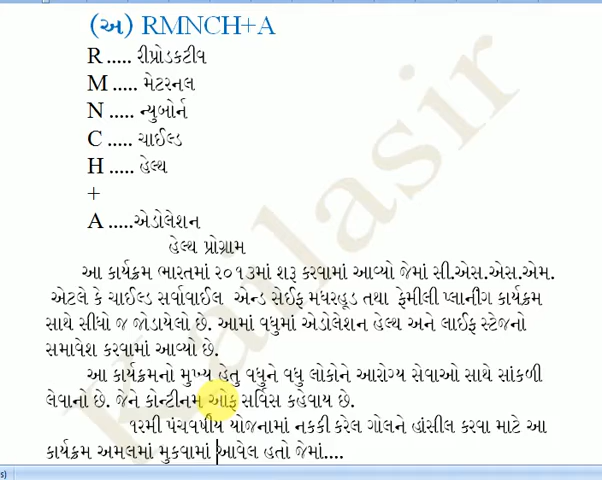 (અ) RMNCH+A
R ..... રીપ્રોડકટીવ
M ..... મેટરનલ
N ..... ન્યુબોર્ન
C ..... ચાઈલ્ડ
H ..... હેલ્થ
+
A .....એડોલેશન
હેલ્થ પ્રોગ્રામ
આ કાર્યક્રમ ભારતમાં ૨૦૧૩માં શરૂ કરવામાં આવ્યો જેમાં સી.એસ.એસ.એમ.
એટલે કે ચાઈલ્ડ સર્વાવાઈલ એન્ડ સેઈફ મધરહૂડ તથા ફેમીલી પ્લાનીંગ કાર્યક્રમ
સાથે સીધો જ જોડાયેલો છે. આમાં વધુમાં એડોલેશન હેલ્થ અને લાઈફ સ્ટેજનો
સમાવેશ કરવામાં આવ્યો છે.
આ કાર્યક્રમનો મુખ્ય હેતુ વધુને વધુ લોકોને આરોગ્ય સેવાઓ સાથે સાંકળી
લેવાનો છે. જેને કોન્ટીનમ ઓફ સર્વિસ કહેવાય છે.
૧૨મી પંચવર્ષીય યોજનામાં નકકી કરેલ ગોલને હાંસીલ કરવા માટે આ
કાર્યક્રમ અમલમાં મુકવામાં આવેલ હતો જેમાં....
Kailasir
s)